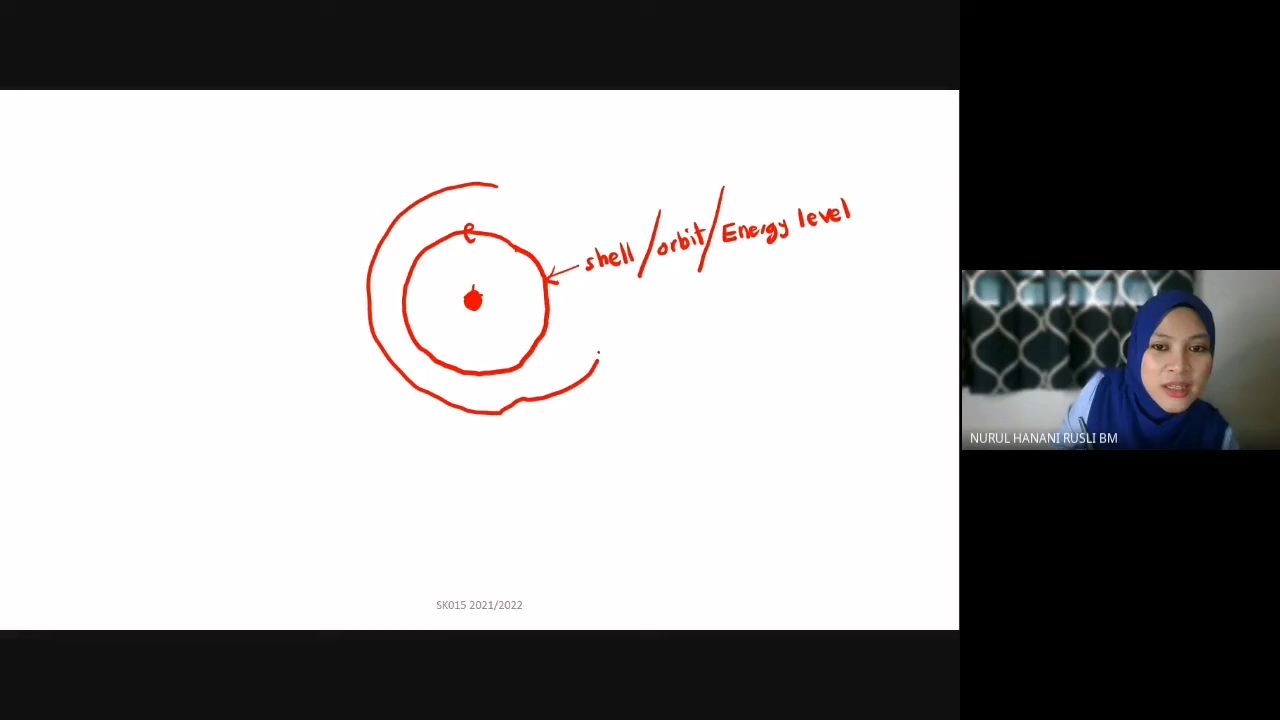 e
shell/orbit/Energy level
NURUL HANANI RUSLI BM
SK015 2021/2022